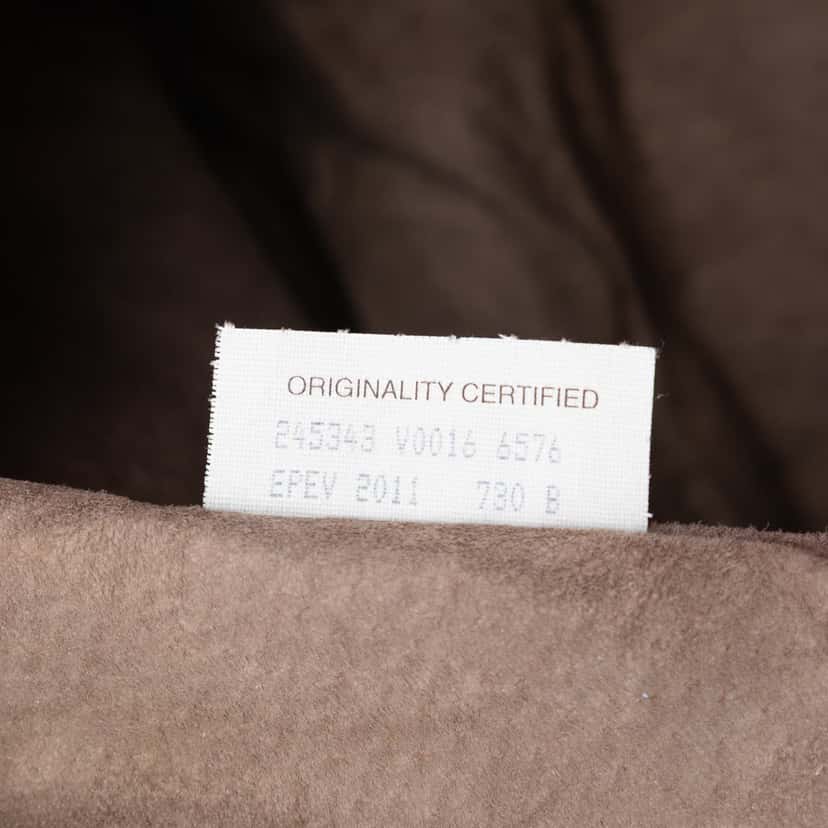 ORIGINALITY CERTIFIED
245343 V0016 6576
EPEV 2011 730 B